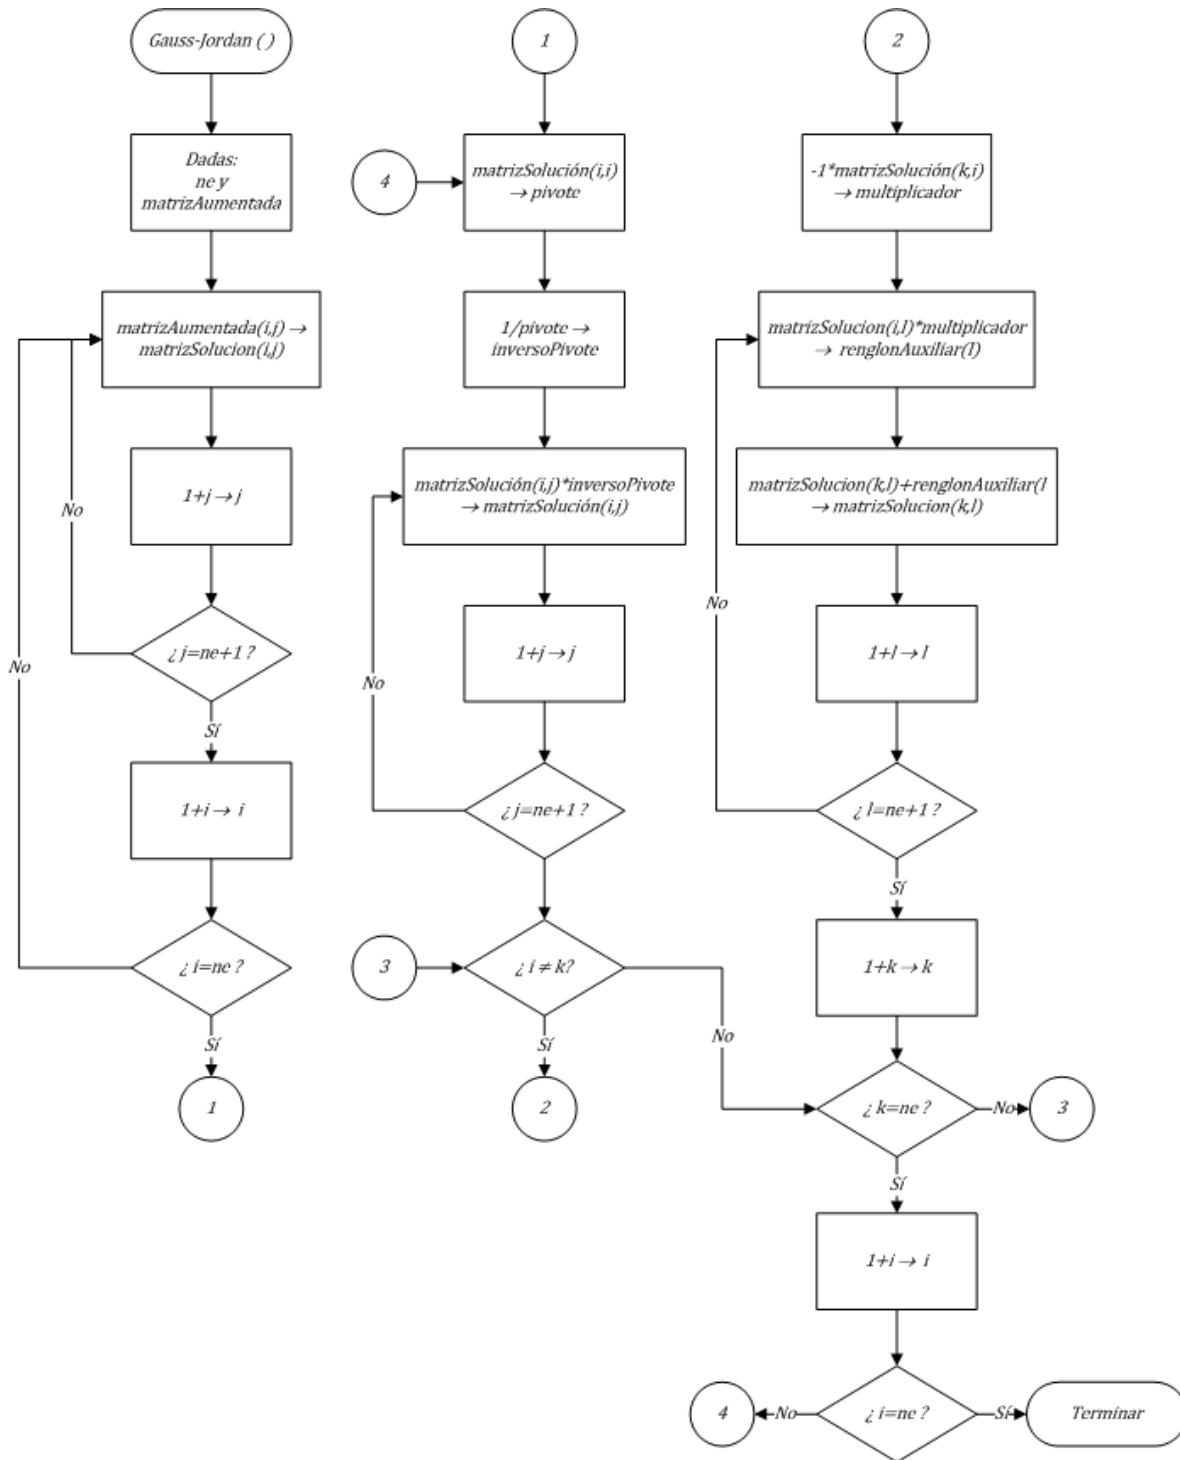 Gauss-Jordan ( )
Dadas:
ne y
matrizAumentada
matrizAumentada(i,j) →
matrizSolucion(i,j)
1+j → j
No
¿ j=ne+1 ?
No
Sí
1+i → i
¿ i=ne ?
Sí
1
1
4
matrizSolución(i,i)
→ pivote
1/pivote →
inversoPivote
matrizSolución(i,j)*inversoPivote
→ matrizSolución(i,j)
1+j → j
No
¿ j=ne+1 ?
3
¿ i ≠ k?
No
Sí
2
2
-1*matrizSolución(k,i)
→ multiplicador
matrizSolucion(i,l)*multiplicador
→ renglonAuxiliar(l)
matrizSolucion(k,l)+renglonAuxiliar(l
→ matrizSolucion(k,l)
No
1+l → l
¿ l=ne+1 ?
Sí
1+k → k
¿ k=ne ?
No
3
Sí
1+i → i
4
No
¿ i=ne ?
Sí
Terminar